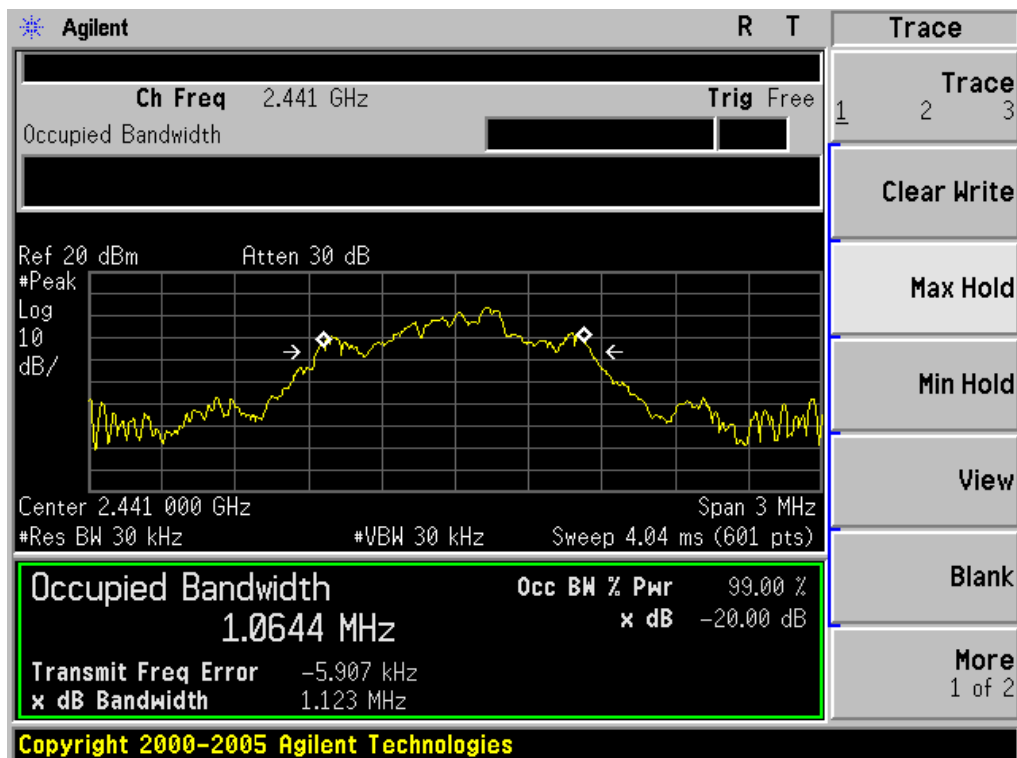 Agilent R T
Ch Freq 2.441 GHz Trig Free
Occupied Bandwidth
Ref 20 dBm Atten 30 dB
#Peak
Log
10
dB/
Center 2.441 000 GHz Span 3 MHz
#Res BW 30 kHz #VBW 30 kHz Sweep 4.04 ms (601 pts)
Occupied Bandwidth Occ BW % Pwr 99.00 %
1.0644 MHz x dB -20.00 dB
Transmit Freq Error -5.907 kHz
x dB Bandwidth 1.123 MHz
Copyright 2000-2005 Agilent Technologies
Trace
Trace
1 2 3
Clear Write
Max Hold
Min Hold
View
Blank
More
1 of 2